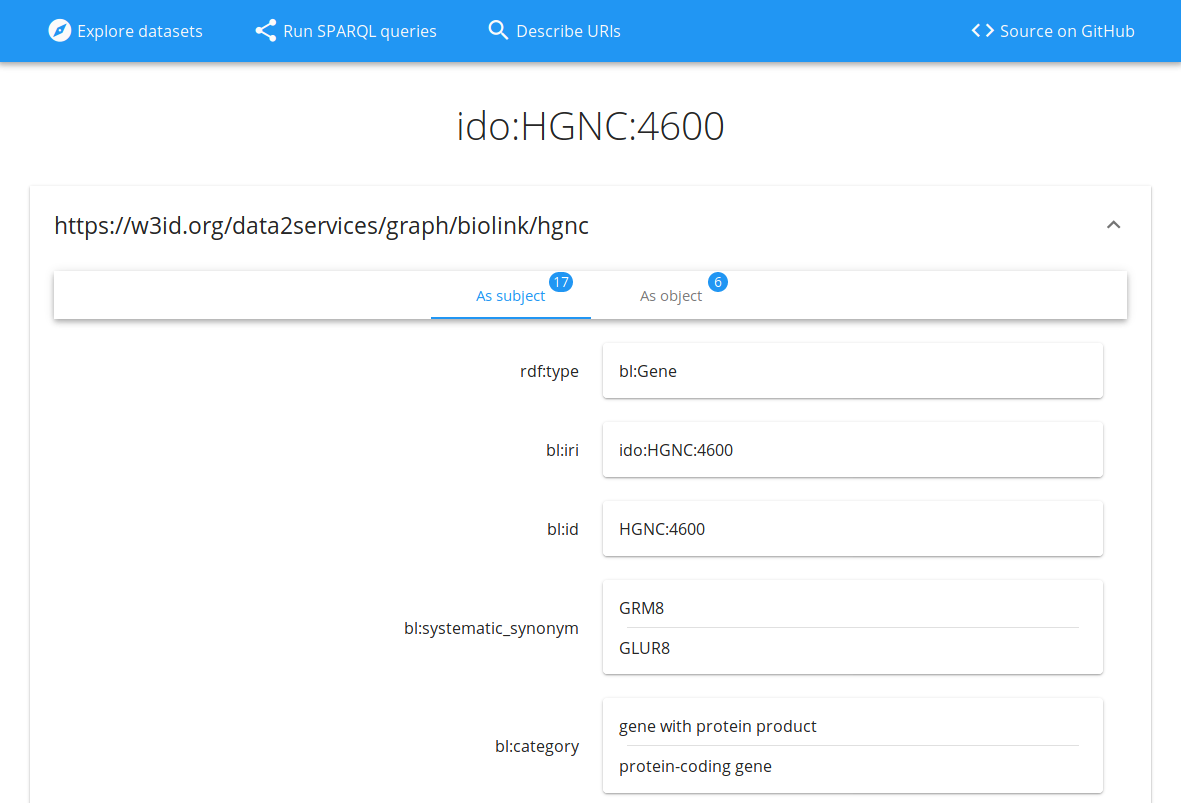 Explore datasets
Run SPARQL queries
Describe URIs
Source on GitHub
ido:HGNC:4600
https://w3id.org/data2services/graph/biolink/hgnc
As subject 17
As object 6
rdf:type bl:Gene
bl:iri ido:HGNC:4600
bl:id HGNC:4600
bl:systematic_synonym
GRM8
GLUR8
bl:category
gene with protein product
protein-coding gene